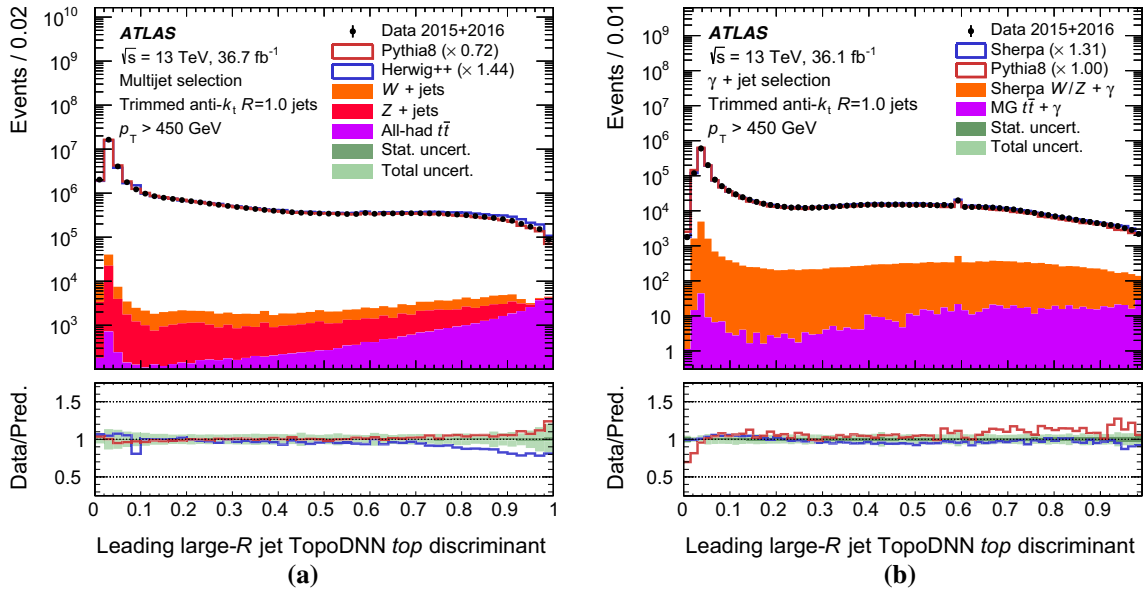 Events / 0.02
10¹⁰
10⁹
10⁸
10⁷
10⁶
10⁵
10⁴
10³
ATLAS
√s = 13 TeV, 36.7 fb⁻¹
Multijet selection
Trimmed anti-kₜ R=1.0 jets
p_T > 450 GeV
Data 2015+2016
Pythia8 (× 0.72)
Herwig++ (× 1.44)
W + jets
Z + jets
All-had tt̄
Stat. uncert.
Total uncert.
Data/Pred.
1.5
1
0.5
0 0.1 0.2 0.3 0.4 0.5 0.6 0.7 0.8 0.9 1
Leading large-R jet TopoDNN top discriminant
(a)
Events / 0.01
10⁹
10⁸
10⁷
10⁶
10⁵
10⁴
10³
10²
10
1
ATLAS
√s = 13 TeV, 36.1 fb⁻¹
γ + jet selection
Trimmed anti-kₜ R=1.0 jets
p_T > 450 GeV
Data 2015+2016
Sherpa (× 1.31)
Pythia8 (× 1.00)
Sherpa W/Z + γ
MG tt̄ + γ
Stat. uncert.
Total uncert.
Data/Pred.
1.5
1
0.5
0 0.1 0.2 0.3 0.4 0.5 0.6 0.7 0.8 0.9
Leading large-R jet TopoDNN top discriminant
(b)